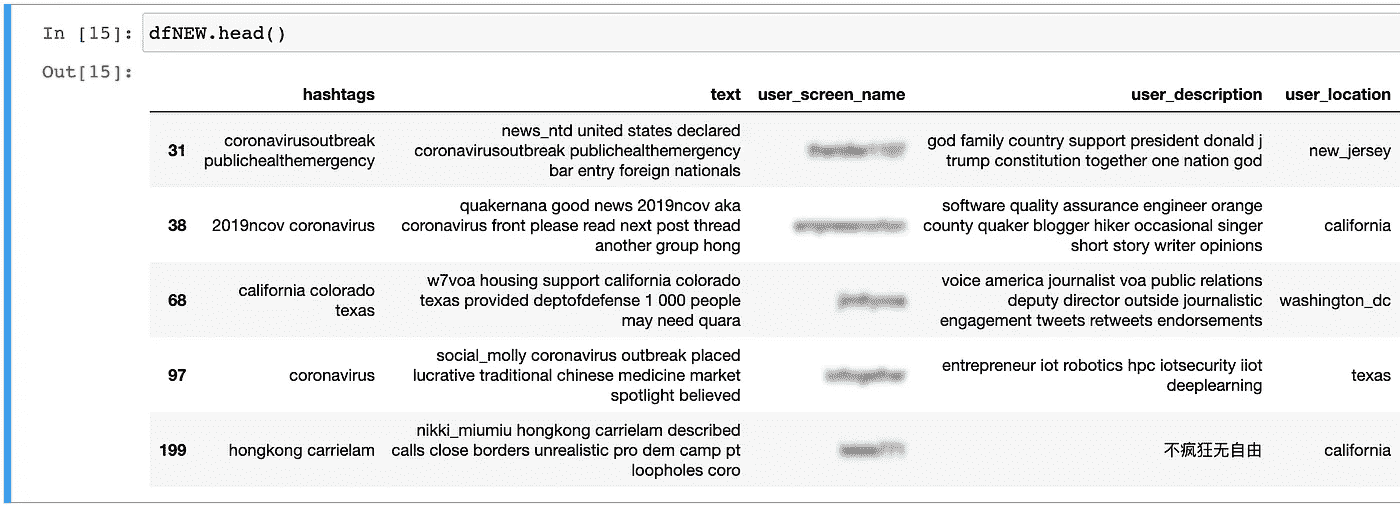 In [15]: dfNEW.head()
Out[15]:
hashtags text user_screen_name user_description user_location
31 coronavirusoutbreak publichealthemergency news_ntd united states declared coronavirusoutbreak publichealthemergency bar entry foreign nationals god family country support president donald j trump constitution together one nation god new_jersey
38 2019ncov coronavirus quakernana good news 2019ncov aka coronavirus front please read next post thread another group hong software quality assurance engineer orange county quaker blogger hiker occasional singer short story writer opinions california
68 california colorado texas w7voa housing support california colorado texas provided deptofdefense 1 000 people may need quara voice america journalist voa public relations deputy director outside journalistic engagement tweets retweets endorsements washington_dc
97 coronavirus social_molly coronavirus outbreak placed lucrative traditional chinese medicine market spotlight believed entrepreneur iot robotics hpc iotsecurity iiot deeplearning texas
199 hongkong carrielam nikki_miumiu hongkong carrielam described calls close borders unrealistic pro dem camp pt loopholes coro 不疯狂无自由 california